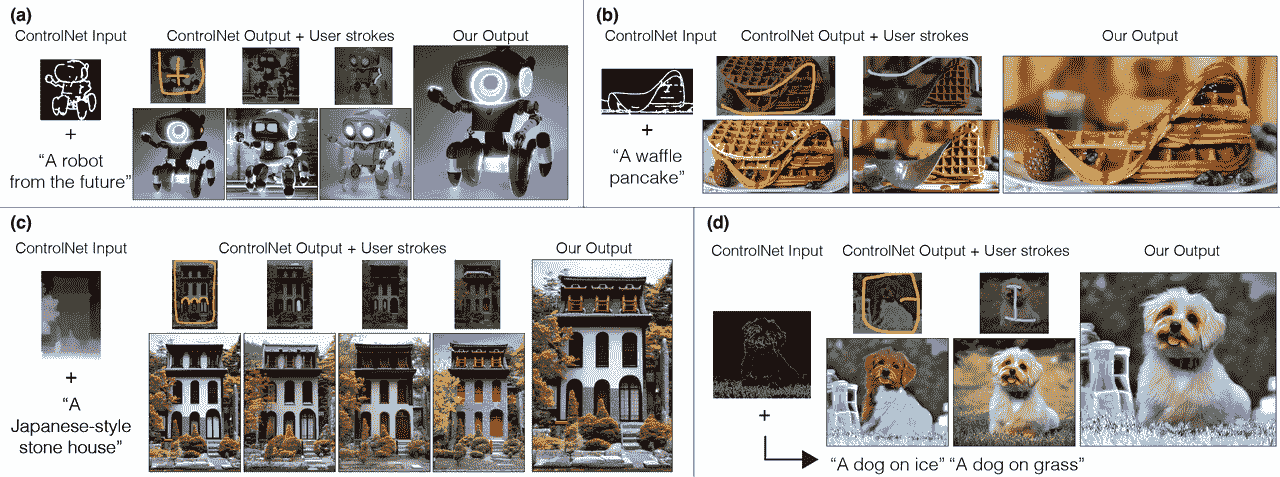 (a)
ControlNet Input
ControlNet Output + User strokes
Our Output
+
“A robot
from the future”
(b)
ControlNet Input
ControlNet Output + User strokes
Our Output
+
“A waffle
pancake”
(c)
ControlNet Input
ControlNet Output + User strokes
Our Output
+
“A
Japanese-style
stone house”
(d)
ControlNet Input
ControlNet Output + User strokes
Our Output
+
“A dog on ice” “A dog on grass”